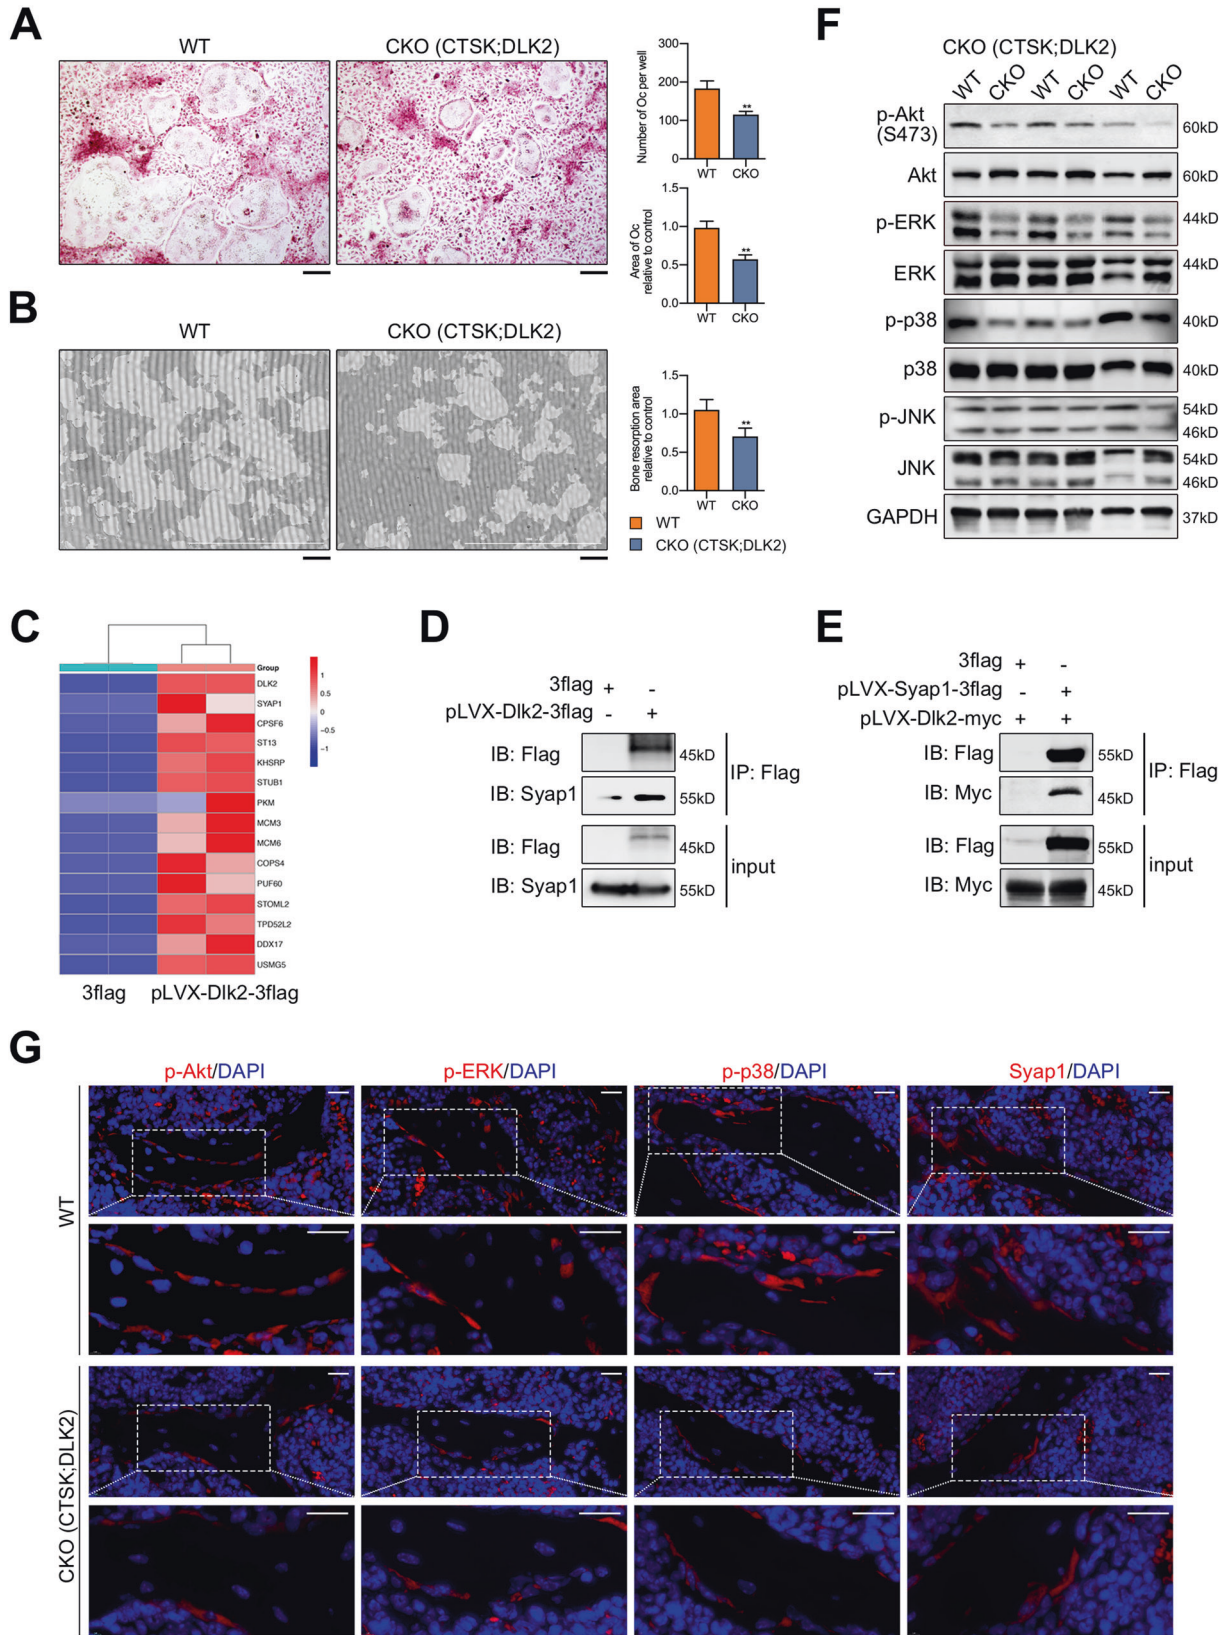 A
WT
CKO (CTSK;DLK2)
Number of Oc per well
300
200
100
0
**
WT
CKO
Area of Oc
relative to control
1.5
1.0
0.5
0.0
**
WT
CKO
B
WT
CKO (CTSK;DLK2)
Bone resorption area
relative to control
1.5
1.0
0.5
0.0
**
WT
CKO
WT
CKO (CTSK;DLK2)
F
CKO (CTSK;DLK2)
WT CKO WT CKO WT CKO
p-Akt
(S473)
60kD
Akt
60kD
p-ERK
44kD
ERK
44kD
p-p38
40kD
p38
40kD
p-JNK
54kD
46kD
JNK
54kD
46kD
GAPDH
37kD
C
Group
DLK2
SYAP1
CPSF6
ST13
KHSRP
STUB1
PKM
MCM3
MCM6
COPS4
PUF60
STOML2
TPD52L2
DDX17
USMG5
1
0.5
0
−0.5
−1
3flag
pLVX-Dlk2-3flag
D
3flag + -
pLVX-Dlk2-3flag - +
IB: Flag 45kD
IB: Syap1 55kD
IP: Flag
IB: Flag 45kD
IB: Syap1 55kD
input
E
3flag + -
pLVX-Syap1-3flag - +
pLVX-Dlk2-myc + +
IB: Flag 55kD
IB: Myc 45kD
IP: Flag
IB: Flag 55kD
IB: Myc 45kD
input
G
p-Akt/DAPI
p-ERK/DAPI
p-p38/DAPI
Syap1/DAPI
WT
CKO (CTSK;DLK2)